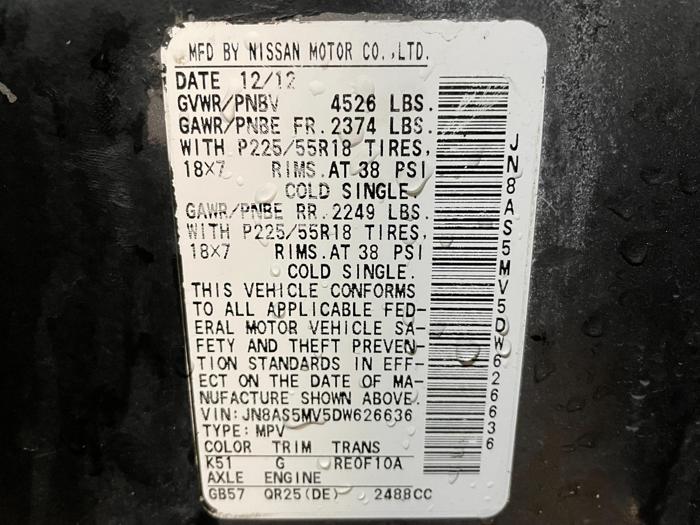 MFD BY NISSAN MOTOR CO.,LTD.
DATE 12/12
GVWR/PNBV 4526 LBS.
GAWR/PNBE FR. 2374 LBS.
WITH P225/55R18 TIRES,
18X7 RIMS.AT 38 PSI
COLD SINGLE.
GAWR/PNBE RR. 2249 LBS.
WITH P225/55R18 TIRES,
18X7 RIMS.AT 38 PSI
COLD SINGLE.
THIS VEHICLE CONFORMS
TO ALL APPLICABLE FED-
ERAL MOTOR VEHICLE SA-
FETY AND THEFT PREVEN-
TION STANDARDS IN EFF-
ECT ON THE DATE OF MA-
NUFACTURE SHOWN ABOVE.
VIN:JN8AS5MV5DW626636
TYPE:MPV
COLOR TRIM TRANS
K51 G RE0F10A
AXLE ENGINE
GB57 QR25(DE) 2488CC
JN8AS5MV5DW626636